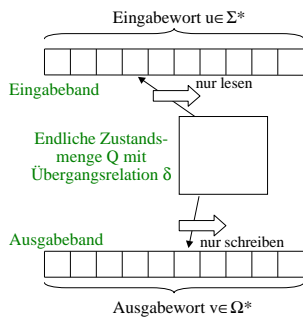 Eingabewort u∈Σ*
nur lesen
Eingabeband
Endliche Zustands-
menge Q mit
Übergangsrelation δ
Ausgabeband
nur schreiben
Ausgabewort v∈Ω*